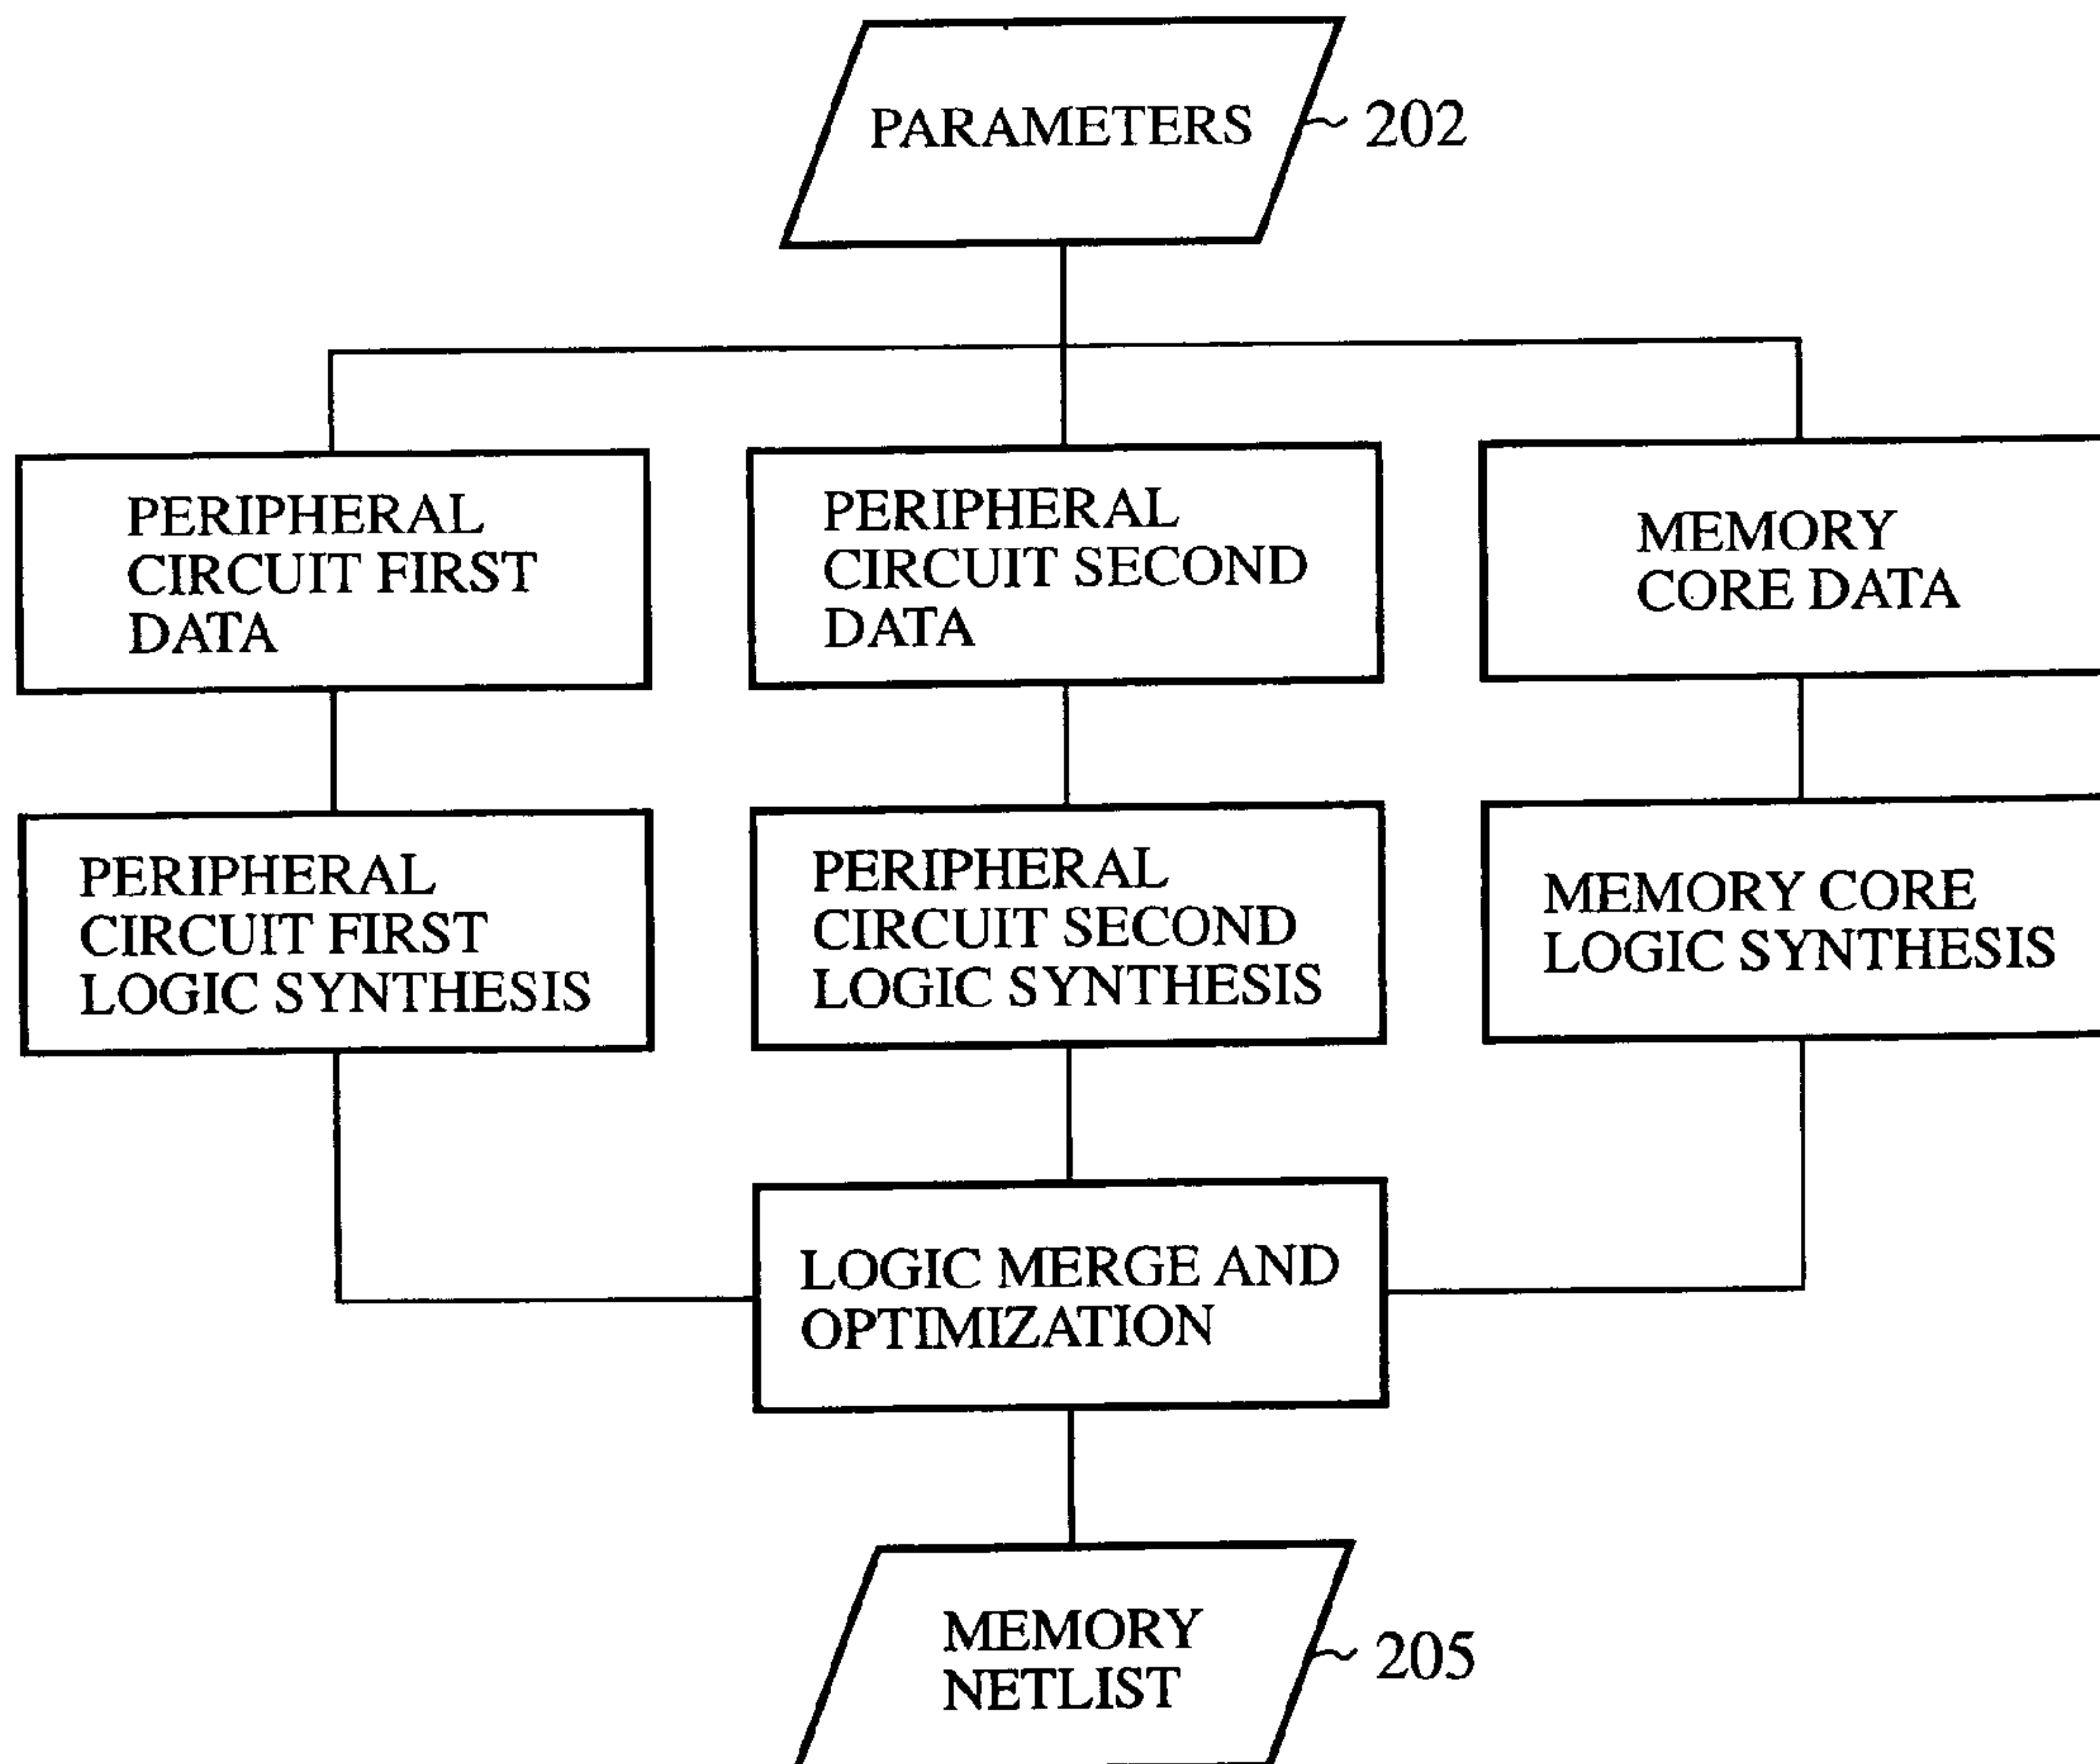 PARAMETERS
202
PERIPHERAL
CIRCUIT FIRST
DATA
PERIPHERAL
CIRCUIT SECOND
DATA
MEMORY
CORE DATA
PERIPHERAL
CIRCUIT FIRST
LOGIC SYNTHESIS
PERIPHERAL
CIRCUIT SECOND
LOGIC SYNTHESIS
MEMORY CORE
LOGIC SYNTHESIS
LOGIC MERGE AND
OPTIMIZATION
MEMORY
NETLIST
205